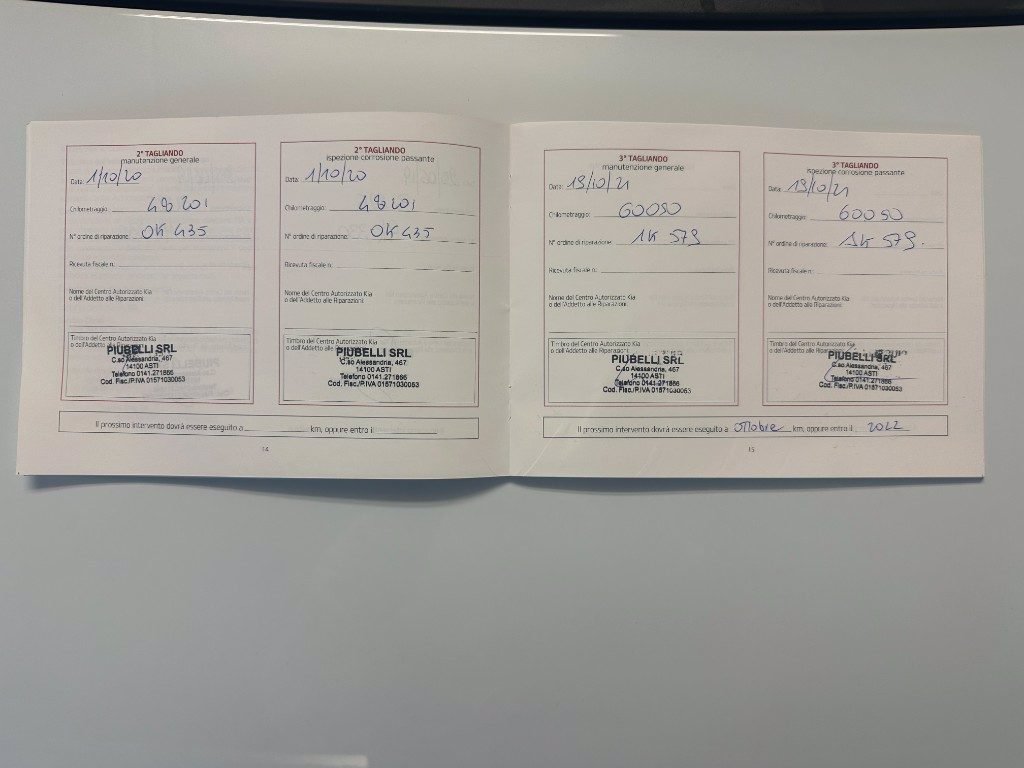 2° TAGLIANDO
manutenzione generale
Data: 1/10/20
Chilometraggio: 48201
N° ordine di riparazione: OK 435
Ricevuta fiscale n.:
Nome del Centro Autorizzato Kia
o dell'Addetto alle Riparazioni:
Timbro del Centro Autorizzato Kia
o dell'Addetto alle
PIUBELLI SRL
C.so Alessandria, 467
14100 ASTI
Telefono 0141.271866
Cod. Fisc./P.IVA 01571030053
2° TAGLIANDO
ispezione corrosione passante
Data: 1/10/20
Chilometraggio: 48201
N° ordine di riparazione: OK 435
Ricevuta fiscale n.:
Nome del Centro Autorizzato Kia
o dell'Addetto alle Riparazioni:
Timbro del Centro Autorizzato Kia
o dell'Addetto alle
PIUBELLI SRL
C.so Alessandria, 467
14100 ASTI
Telefono 0141.271866
Cod. Fisc./P.IVA 01571030053
Il prossimo intervento dovrà essere eseguito a km, oppure entro il
14
3° TAGLIANDO
manutenzione generale
Data: 19/10/21
Chilometraggio: 60090
N° ordine di riparazione: 1K 579
Ricevuta fiscale n.:
Nome del Centro Autorizzato Kia
o dell'Addetto alle Riparazioni:
Timbro del Centro Autorizzato Kia
o dell'Addetto alle
PIUBELLI SRL
C.so Alessandria, 467
14100 ASTI
Telefono 0141.271866
Cod. Fisc./P.IVA 01571030053
3° TAGLIANDO
ispezione corrosione passante
Data: 19/10/21
Chilometraggio: 60090
N° ordine di riparazione: 1K 579.
Ricevuta fiscale n.:
Nome del Centro Autorizzato Kia
o dell'Addetto alle Riparazioni:
Timbro del Centro Autorizzato Kia
o dell'Addetto alle
PIUBELLI SRL
C.so Alessandria, 467
14100 ASTI
Telefono 0141.271866
Cod. Fisc./P.IVA 01571030053
Il prossimo intervento dovrà essere eseguito a Ottobre km, oppure entro il 2022
15